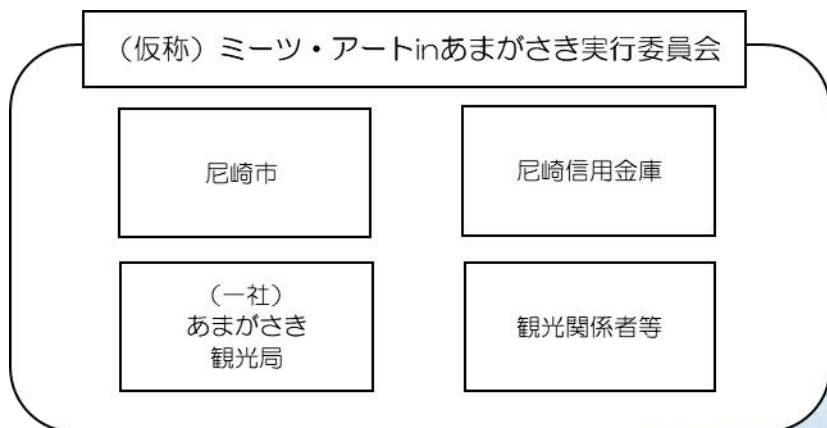 （仮称）ミーツ・アートinあまがさき実行委員会
尼崎市
尼崎信用金庫
（一社）
あまがさき
観光局
観光関係者等